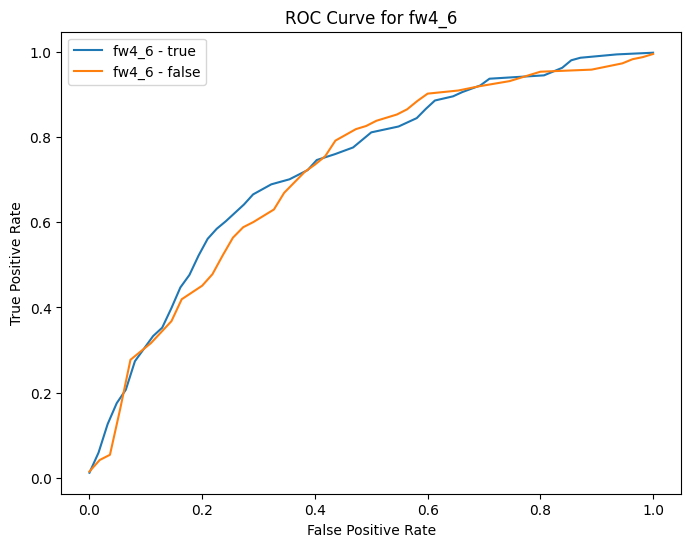 ROC Curve for fw4_6
fw4_6 - true
fw4_6 - false
True Positive Rate
1.0
0.8
0.6
0.4
0.2
0.0
0.0 0.2 0.4 0.6 0.8 1.0
False Positive Rate